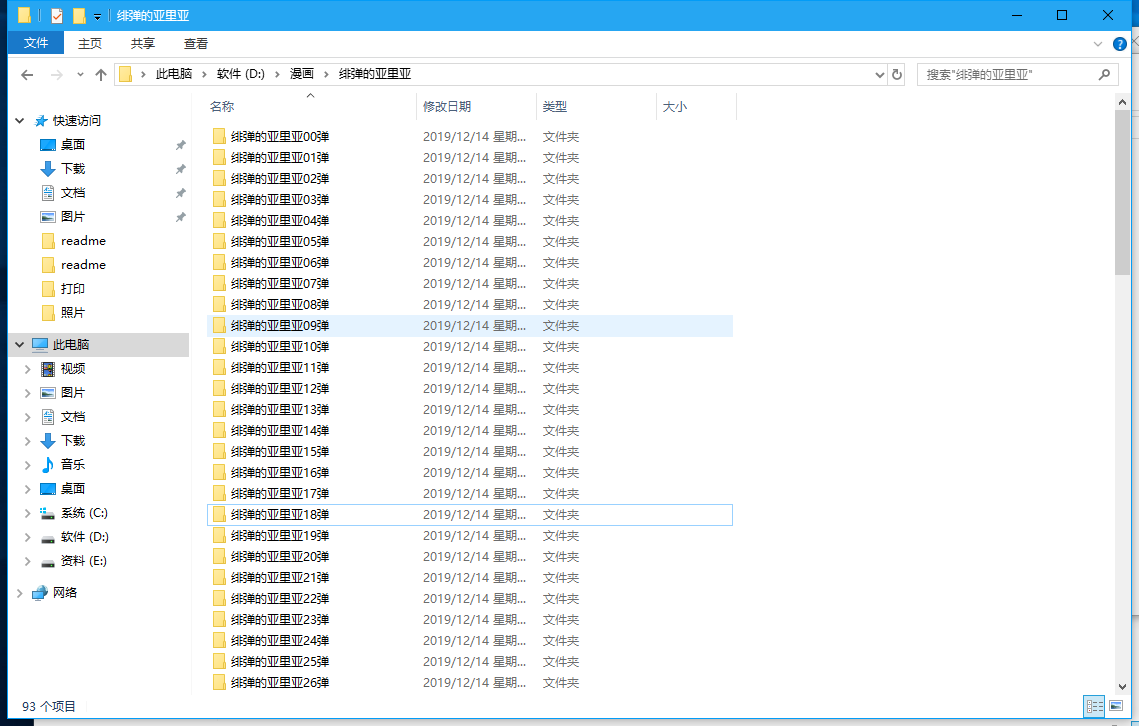 绯弹的亚里亚
文件 主页 共享 查看
此电脑 软件 (D:) 漫画 绯弹的亚里亚 搜索"绯弹的亚里亚"
名称 修改日期 类型 大小
快速访问
桌面
下载
文档
图片
readme
readme
打印
照片
此电脑
视频
图片
文档
下载
音乐
桌面
系统 (C:)
软件 (D:)
资料 (E:)
网络
绯弹的亚里亚00弹 2019/12/14 星期... 文件夹
绯弹的亚里亚01弹 2019/12/14 星期... 文件夹
绯弹的亚里亚02弹 2019/12/14 星期... 文件夹
绯弹的亚里亚03弹 2019/12/14 星期... 文件夹
绯弹的亚里亚04弹 2019/12/14 星期... 文件夹
绯弹的亚里亚05弹 2019/12/14 星期... 文件夹
绯弹的亚里亚06弹 2019/12/14 星期... 文件夹
绯弹的亚里亚07弹 2019/12/14 星期... 文件夹
绯弹的亚里亚08弹 2019/12/14 星期... 文件夹
绯弹的亚里亚09弹 2019/12/14 星期... 文件夹
绯弹的亚里亚10弹 2019/12/14 星期... 文件夹
绯弹的亚里亚11弹 2019/12/14 星期... 文件夹
绯弹的亚里亚12弹 2019/12/14 星期... 文件夹
绯弹的亚里亚13弹 2019/12/14 星期... 文件夹
绯弹的亚里亚14弹 2019/12/14 星期... 文件夹
绯弹的亚里亚15弹 2019/12/14 星期... 文件夹
绯弹的亚里亚16弹 2019/12/14 星期... 文件夹
绯弹的亚里亚17弹 2019/12/14 星期... 文件夹
绯弹的亚里亚18弹 2019/12/14 星期... 文件夹
绯弹的亚里亚19弹 2019/12/14 星期... 文件夹
绯弹的亚里亚20弹 2019/12/14 星期... 文件夹
绯弹的亚里亚21弹 2019/12/14 星期... 文件夹
绯弹的亚里亚22弹 2019/12/14 星期... 文件夹
绯弹的亚里亚23弹 2019/12/14 星期... 文件夹
绯弹的亚里亚24弹 2019/12/14 星期... 文件夹
绯弹的亚里亚25弹 2019/12/14 星期... 文件夹
绯弹的亚里亚26弹 2019/12/14 星期... 文件夹
93 个项目